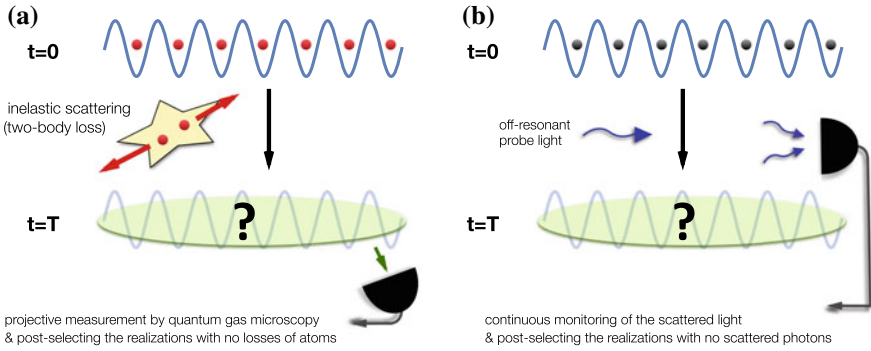 (a)
t=0
inelastic scattering
(two-body loss)
t=T
?
projective measurement by quantum gas microscopy
& post-selecting the realizations with no losses of atoms
(b)
t=0
off-resonant
probe light
t=T
?
continuous monitoring of the scattered light
& post-selecting the realizations with no scattered photons